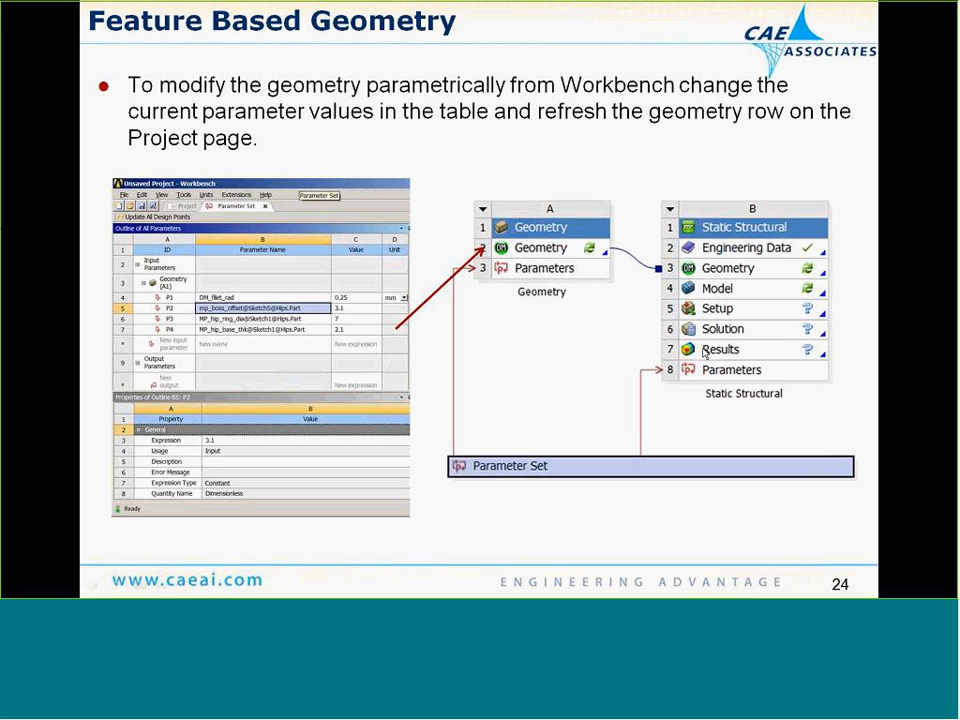 Feature Based Geometry
CAE
ASSOCIATES
To modify the geometry parametrically from Workbench change the
current parameter values in the table and refresh the geometry row on the
Project page.
Unsaved Project - Workbench
File Edit View Tools Units Extensions Help
Parameter Set
Project Parameter Set
Update All Design Points
Outline of All Parameters
A B C D
1 ID Parameter Name Value Unit
2 Input Parameters
3 Geometry (A1)
4 P1 DM_filet_rad 0.25 mm
5 P2 mp_boss_offset@Sketch5@Hips.Part 3.1
6 P3 MP_hip_ring_dia@Sketch1@Hips.Part 7
7 P4 MP_hip_base_thk@Sketch1@Hips.Part 2.1
* New input parameter New name New expression
9 Output Parameters
* New output New expression
Properties of Outline B5: P2
A B
1 Property Value
2 General
3 Expression 3.1
4 Usage Input
5 Description
6 Error Message
7 Expression Type Constant
8 Quantity Name Dimensionless
Ready
A
1 Geometry
2 DM Geometry
3 Parameters
Geometry
B
1 Static Structural
2 Engineering Data
3 DM Geometry
4 Model
5 Setup
6 Solution
7 Results
8 Parameters
Static Structural
Parameter Set
www.caeai.com
ENGINEERING ADVANTAGE
24